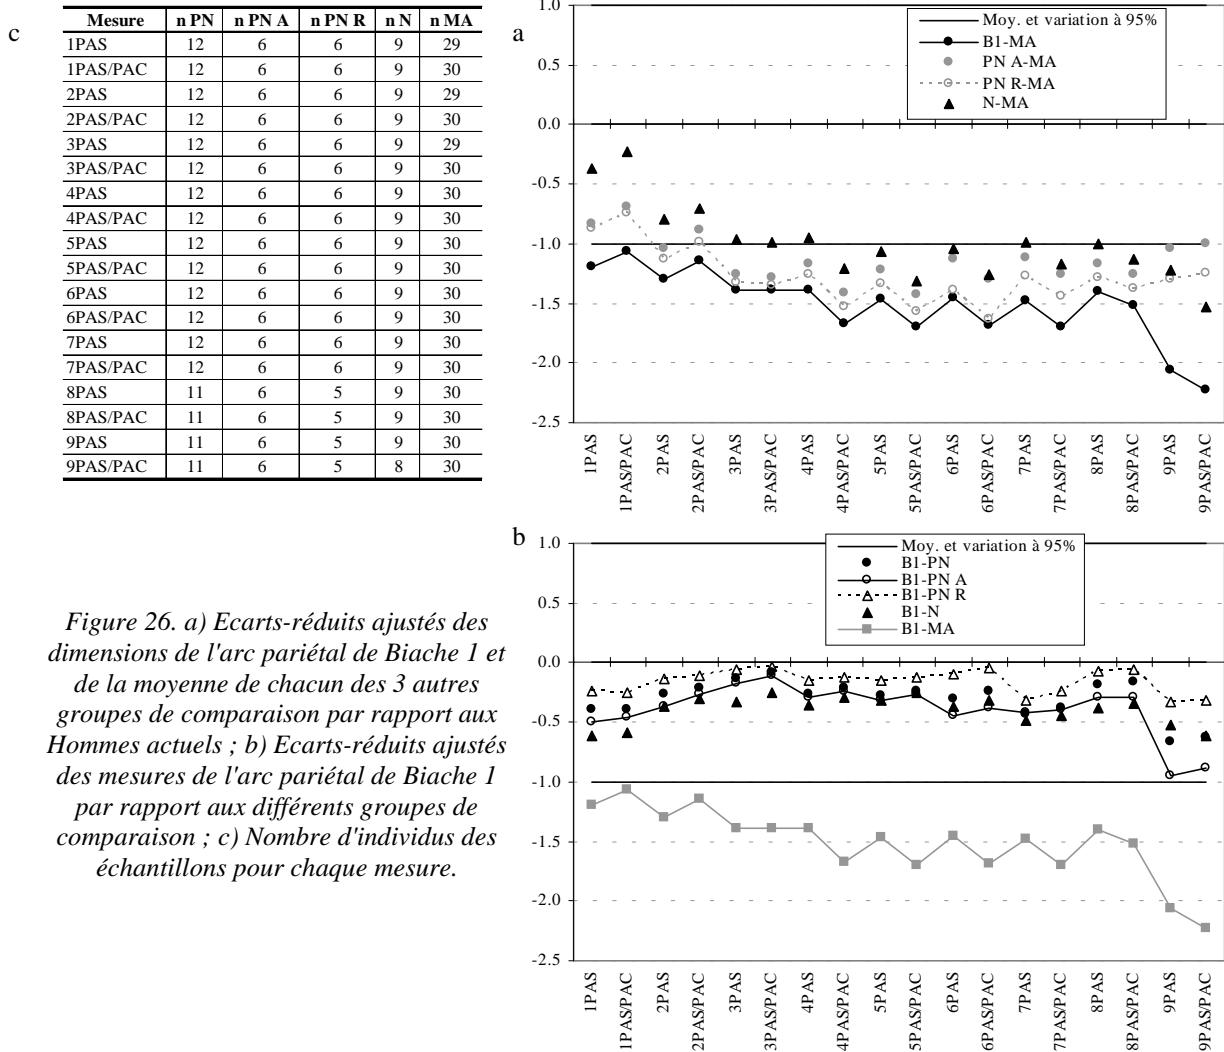 c
Mesure n PN n PN A n PN R n N n MA
1PAS 12 6 6 9 29
1PAS/PAC 12 6 6 9 30
2PAS 12 6 6 9 29
2PAS/PAC 12 6 6 9 30
3PAS 12 6 6 9 29
3PAS/PAC 12 6 6 9 30
4PAS 12 6 6 9 30
4PAS/PAC 12 6 6 9 30
5PAS 12 6 6 9 30
5PAS/PAC 12 6 6 9 30
6PAS 12 6 6 9 30
6PAS/PAC 12 6 6 9 30
7PAS 12 6 6 9 30
7PAS/PAC 12 6 6 9 30
8PAS 11 6 5 9 30
8PAS/PAC 11 6 5 9 30
9PAS 11 6 5 9 30
9PAS/PAC 11 6 5 8 30
a
1.0
0.5
0.0
-0.5
-1.0
-1.5
-2.0
-2.5
Moy. et variation à 95%
B1-MA
PN A-MA
PN R-MA
N-MA
1PAS
1PAS/PAC
2PAS
2PAS/PAC
3PAS
3PAS/PAC
4PAS
4PAS/PAC
5PAS
5PAS/PAC
6PAS
6PAS/PAC
7PAS
7PAS/PAC
8PAS
8PAS/PAC
9PAS
9PAS/PAC
b
1.0
0.5
0.0
-0.5
-1.0
-1.5
-2.0
-2.5
Moy. et variation à 95%
B1-PN
B1-PN A
B1-PN R
B1-N
B1-MA
1PAS
1PAS/PAC
2PAS
2PAS/PAC
3PAS
3PAS/PAC
4PAS
4PAS/PAC
5PAS
5PAS/PAC
6PAS
6PAS/PAC
7PAS
7PAS/PAC
8PAS
8PAS/PAC
9PAS
9PAS/PAC
Figure 26. a) Ecarts-réduits ajustés des
dimensions de l'arc pariétal de Biache 1 et
de la moyenne de chacun des 3 autres
groupes de comparaison par rapport aux
Hommes actuels ; b) Ecarts-réduits ajustés
des mesures de l'arc pariétal de Biache 1
par rapport aux différents groupes de
comparaison ; c) Nombre d'individus des
échantillons pour chaque mesure.